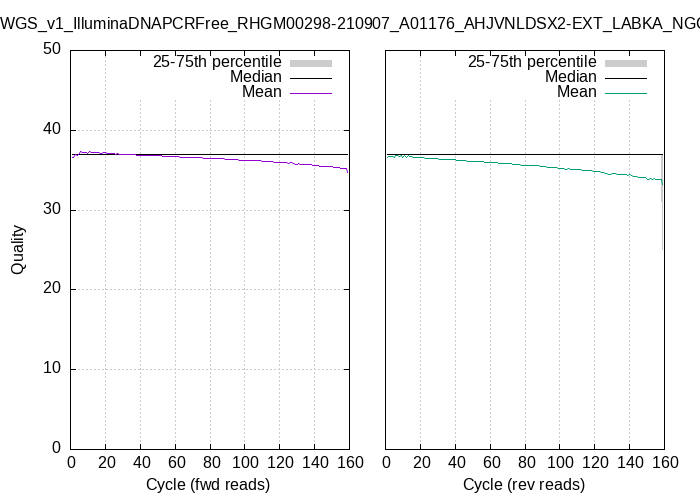 WGS_v1_IlluminaDNAPCRFree_RHGM00298-210907_A01176_AHJVNLDSX2-EXT_LABKA_NGC
50
40
30
20
10
0
Quality
25-75th percentile
Median
Mean
0 20 40 60 80 100 120 140 160
Cycle (fwd reads)
25-75th percentile
Median
Mean
0 20 40 60 80 100 120 140 160
Cycle (rev reads)